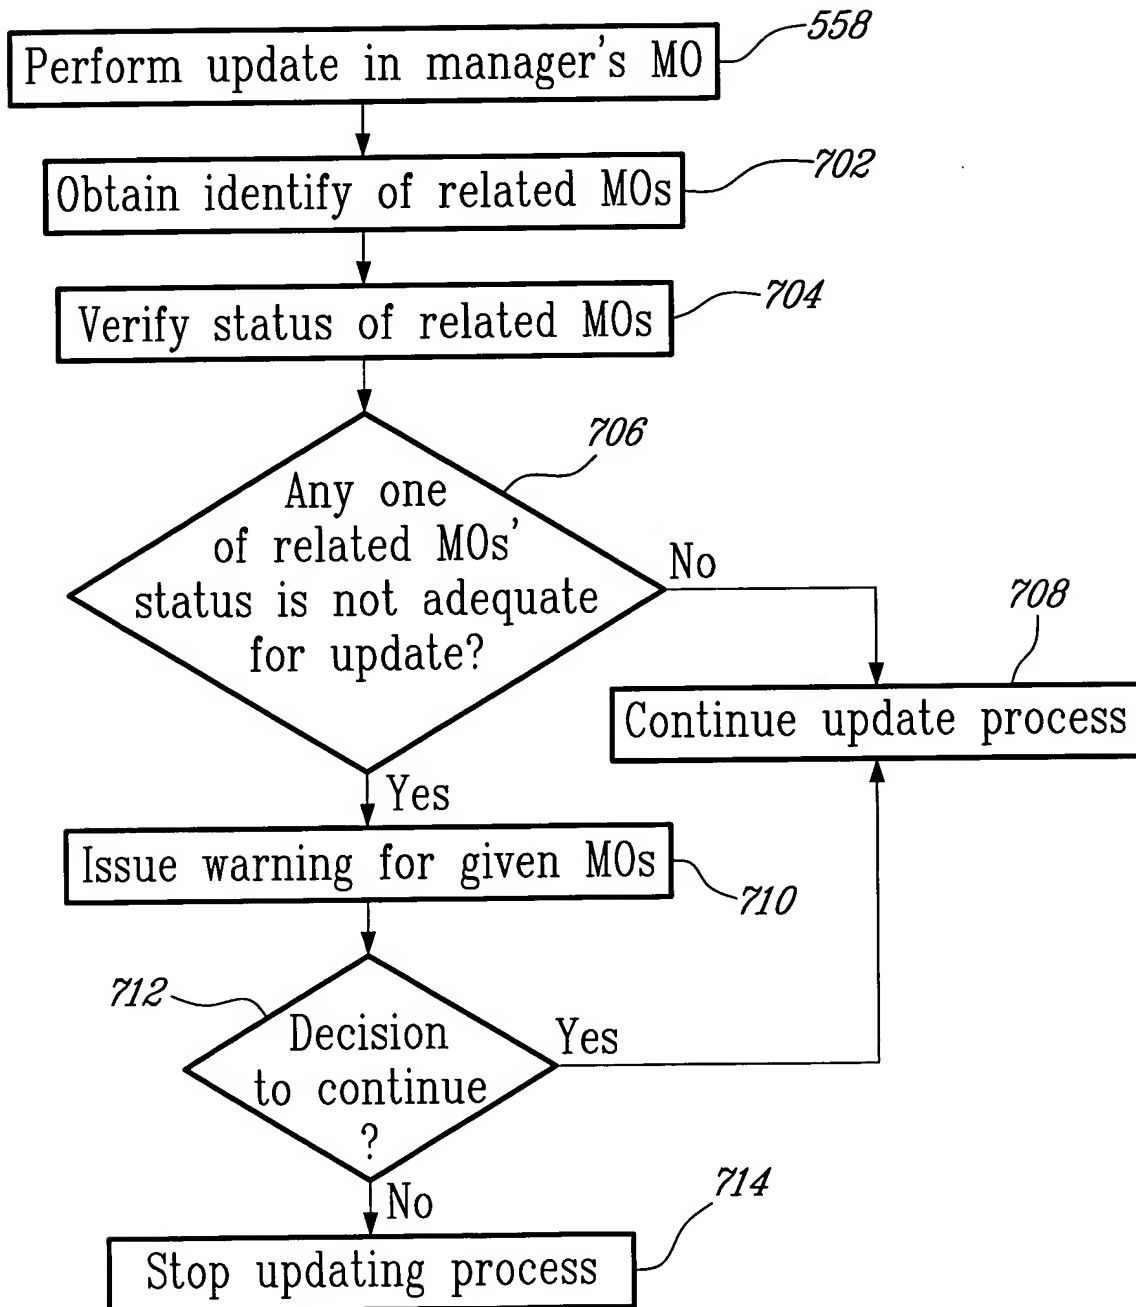 558
Perform update in manager's MO
702
Obtain identify of related MOs
704
Verify status of related MOs
706
Any one
of related MOs'
status is not adequate
for update?
No
708
Continue update process
Yes
Issue warning for given MOs
710
712
Decision
to continue
?
Yes
No
714
Stop updating process